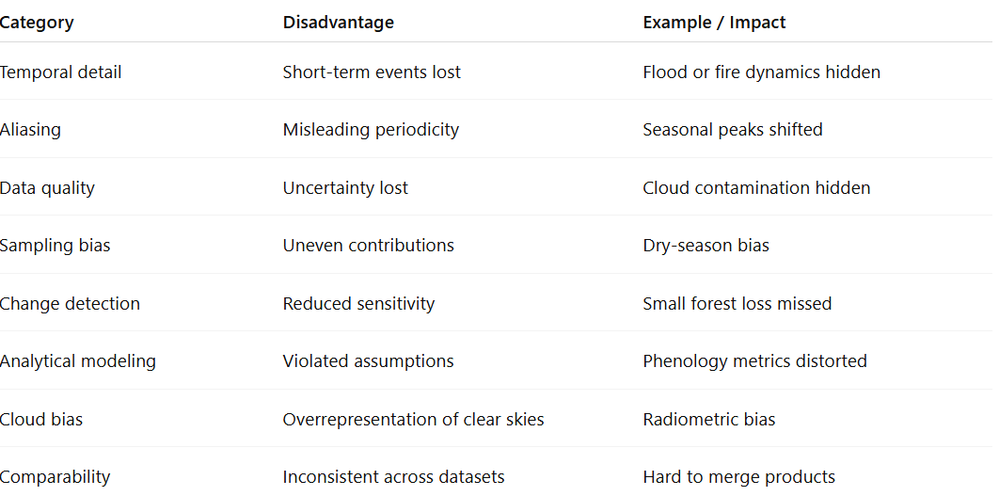 Category Disadvantage Example / Impact
Temporal detail Short-term events lost Flood or fire dynamics hidden
Aliasing Misleading periodicity Seasonal peaks shifted
Data quality Uncertainty lost Cloud contamination hidden
Sampling bias Uneven contributions Dry-season bias
Change detection Reduced sensitivity Small forest loss missed
Analytical modeling Violated assumptions Phenology metrics distorted
Cloud bias Overrepresentation of clear skies Radiometric bias
Comparability Inconsistent across datasets Hard to merge products